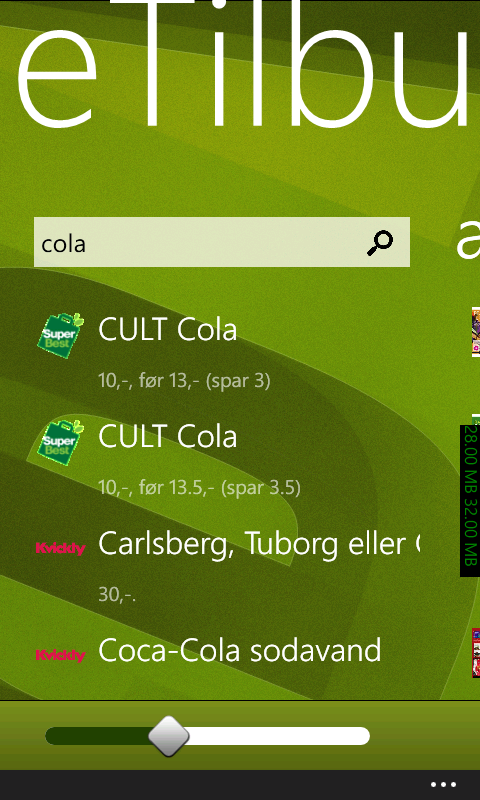 eTilbu
cola
a
Super
Best
CULT Cola
10,-, før 13,- (spar 3)
Super
Best
CULT Cola
10,-, før 13.5,- (spar 3.5)
28.00 MB 32.00 MB
Kvickly
Carlsberg, Tuborg eller
30,-.
Kvickly
Coca-Cola sodavand